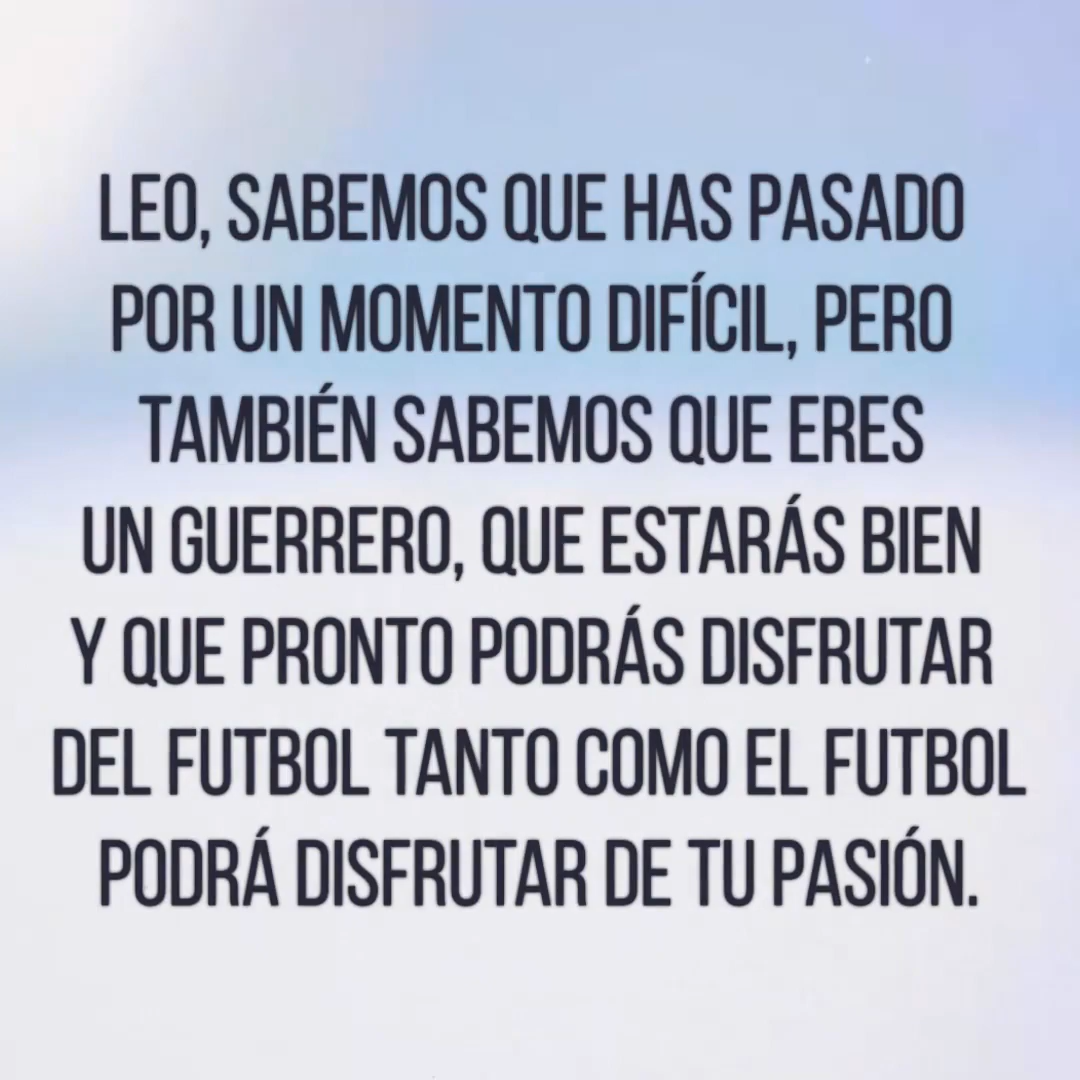 LEO, SABEMOS QUE HAS PASADO
POR UN MOMENTO DIFÍCIL, PERO
TAMBIÉN SABEMOS QUE ERES
UN GUERRERO, QUE ESTARÁS BIEN
Y QUE PRONTO PODRÁS DISFRUTAR
DEL FUTBOL TANTO COMO EL FUTBOL
PODRÁ DISFRUTAR DE TU PASIÓN.